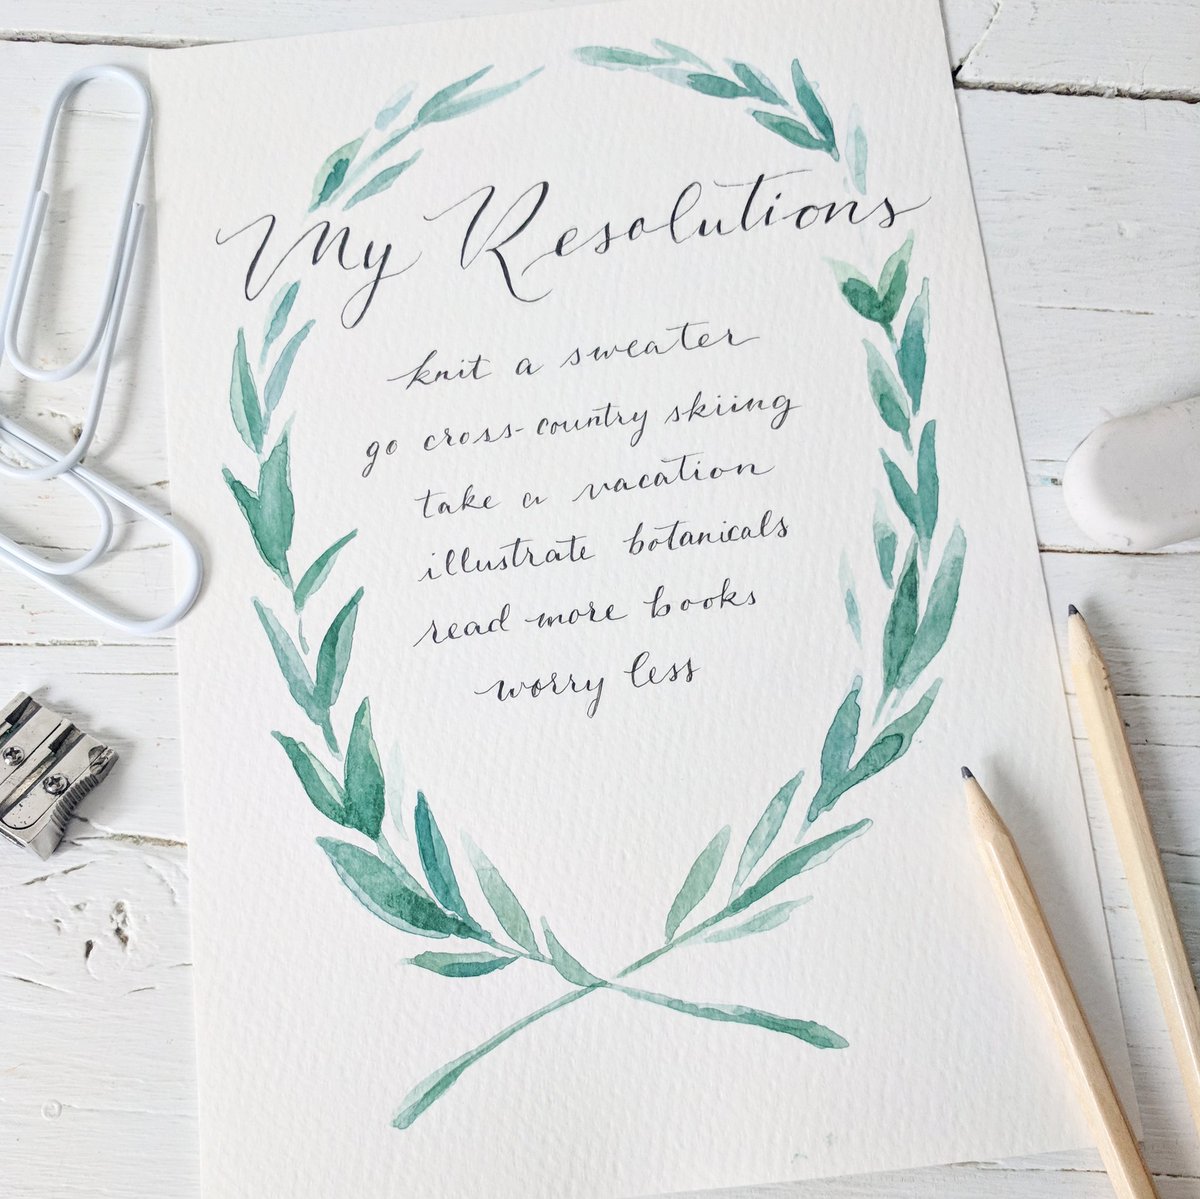 My Resolutions
knit a sweater
go cross-country skiing
take a vacation
illustrate botanicals
read more books
worry less